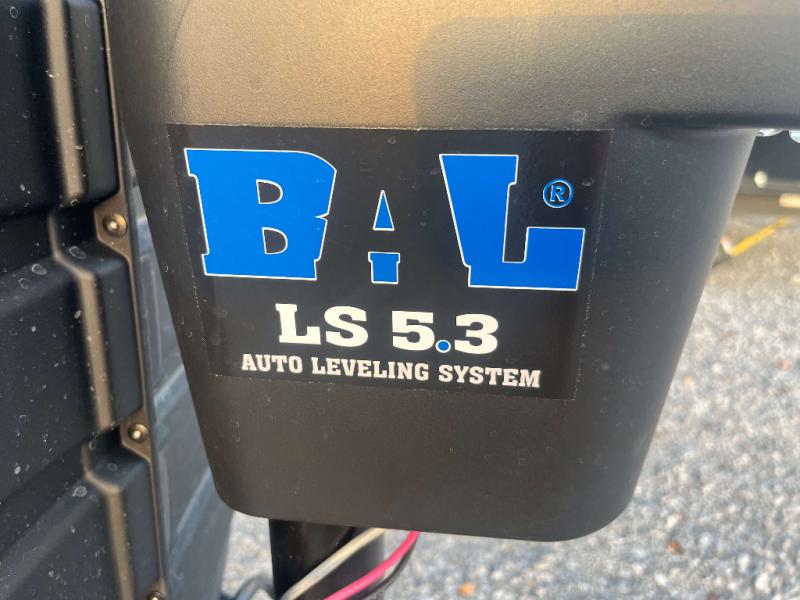 BAL®
LS 5.3
AUTO LEVELING SYSTEM